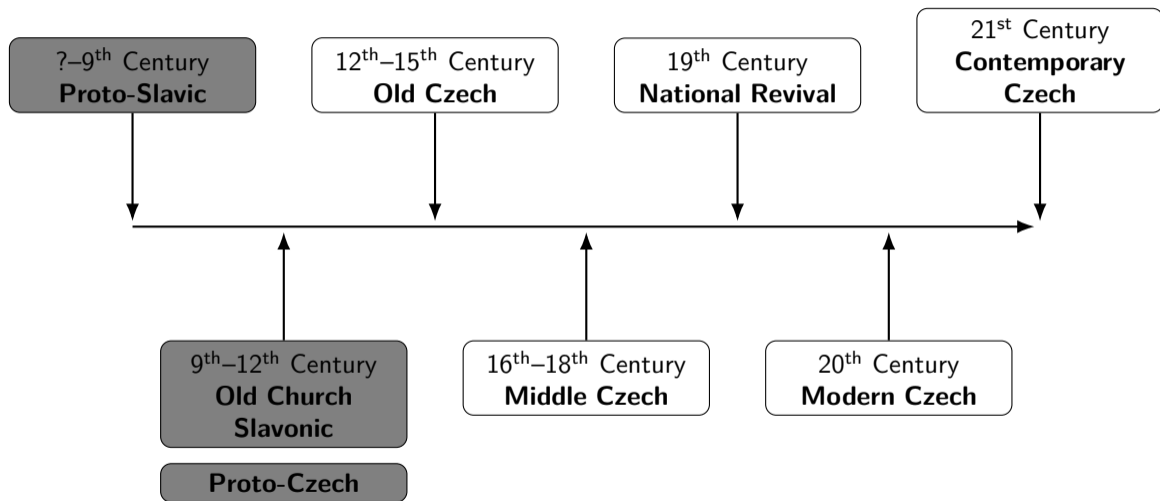 ?–9th Century
Proto-Slavic
12th–15th Century
Old Czech
19th Century
National Revival
21st Century
Contemporary
Czech
9th–12th Century
Old Church
Slavonic
Proto-Czech
16th–18th Century
Middle Czech
20th Century
Modern Czech